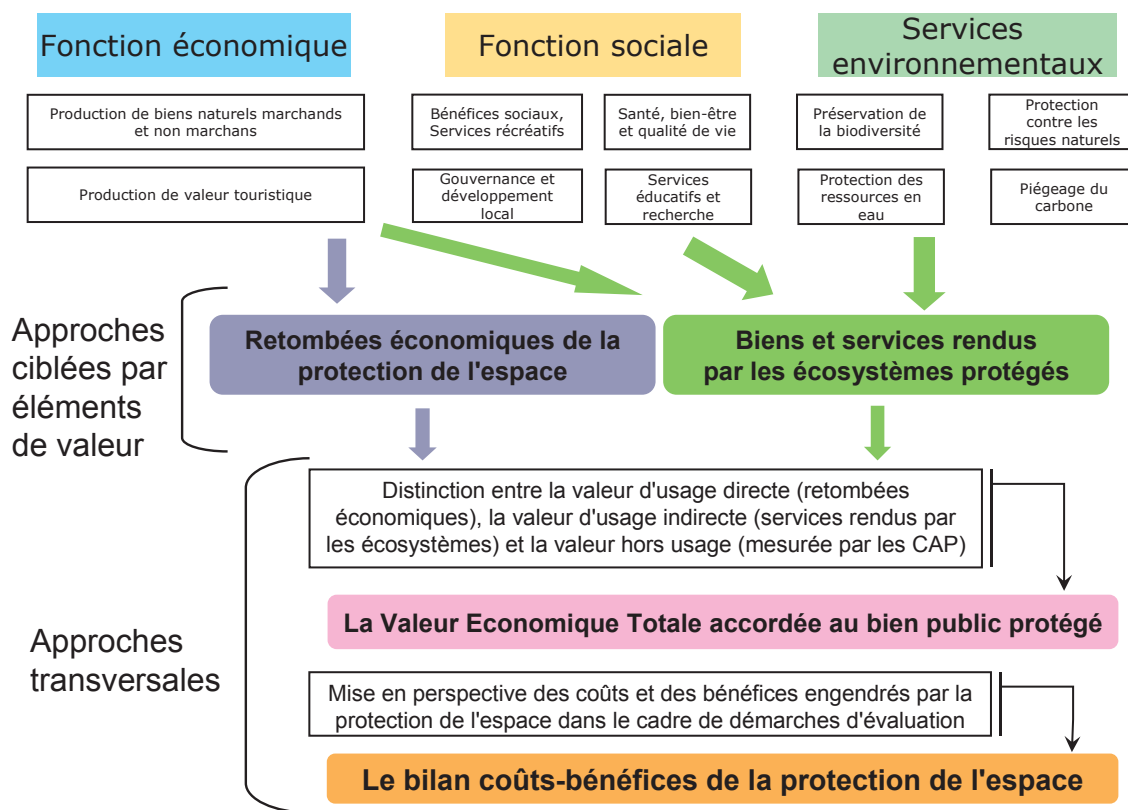 Fonction économique
Fonction sociale
Services
environnementaux
Production de biens naturels marchands
et non marchans
Bénéfices sociaux,
Services récréatifs
Santé, bien-être
et qualité de vie
Préservation de
la biodiversité
Protection
contre les
risques naturels
Production de valeur touristique
Gouvernance et
développement
local
Services
éducatifs et
recherche
Protection des
ressources en
eau
Piégeage du
carbone
Approches
ciblées par
éléments
de valeur
Retombées économiques de la
protection de l'espace
Biens et services rendus
par les écosystèmes protégés
Distinction entre la valeur d'usage directe (retombées
économiques), la valeur d'usage indirecte (services rendus par
les écosystèmes) et la valeur hors usage (mesurée par les CAP)
La Valeur Economique Totale accordée au bien public protégé
Approches
transversales
Mise en perspective des coûts et des bénéfices engendrés par la
protection de l'espace dans le cadre de démarches d'évaluation
Le bilan coûts-bénéfices de la protection de l'espace